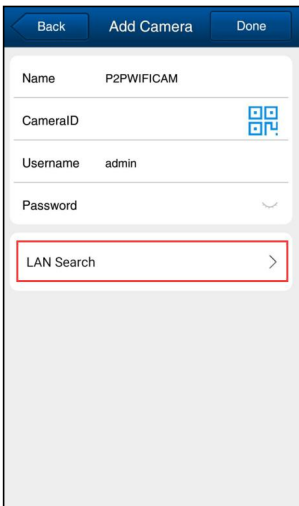 Back Add Camera Done
Name P2PWIFICAM
CameraID
Username admin
Password
LAN Search